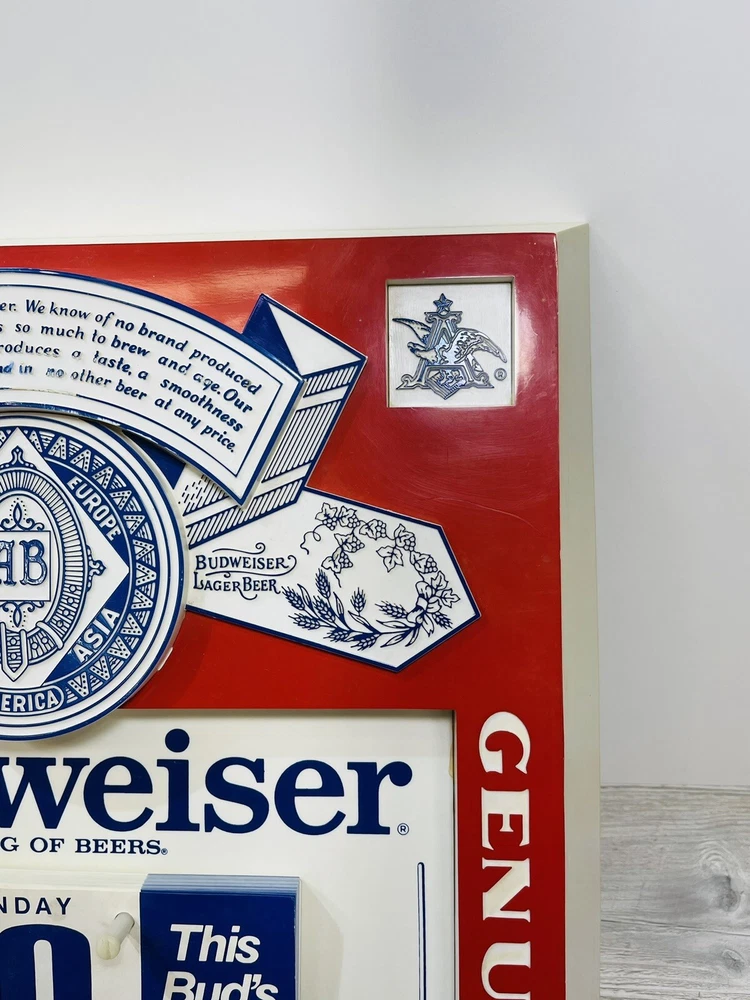 er. We know of no brand produced
s so much to brew and age. Our
roduces a taste, a smoothness
nd in no other beer at any price.
EUROPE
AB
ASIA
ERICA
BUDWEISER
LAGER BEER
A
®
weiser®
G OF BEERS®
NDAY
0
This
Bud's
GENU